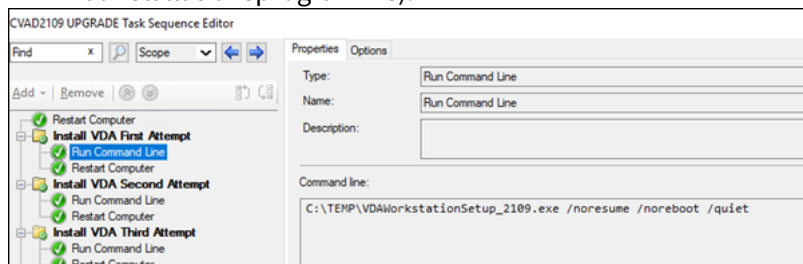 CVAD2109 UPGRADE Task Sequence Editor
Find x Scope
Properties Options
Add Remove
Type: Run Command Line
Name: Run Command Line
Description:
Restart Computer
Install VDA First Attempt
Run Command Line
Restart Computer
Install VDA Second Attempt
Run Command Line
Restart Computer
Install VDA Third Attempt
Run Command Line
Restart Computer
Command line:
C:\TEMP\VDAWorkstationSetup_2109.exe /noresume /noreboot /quiet